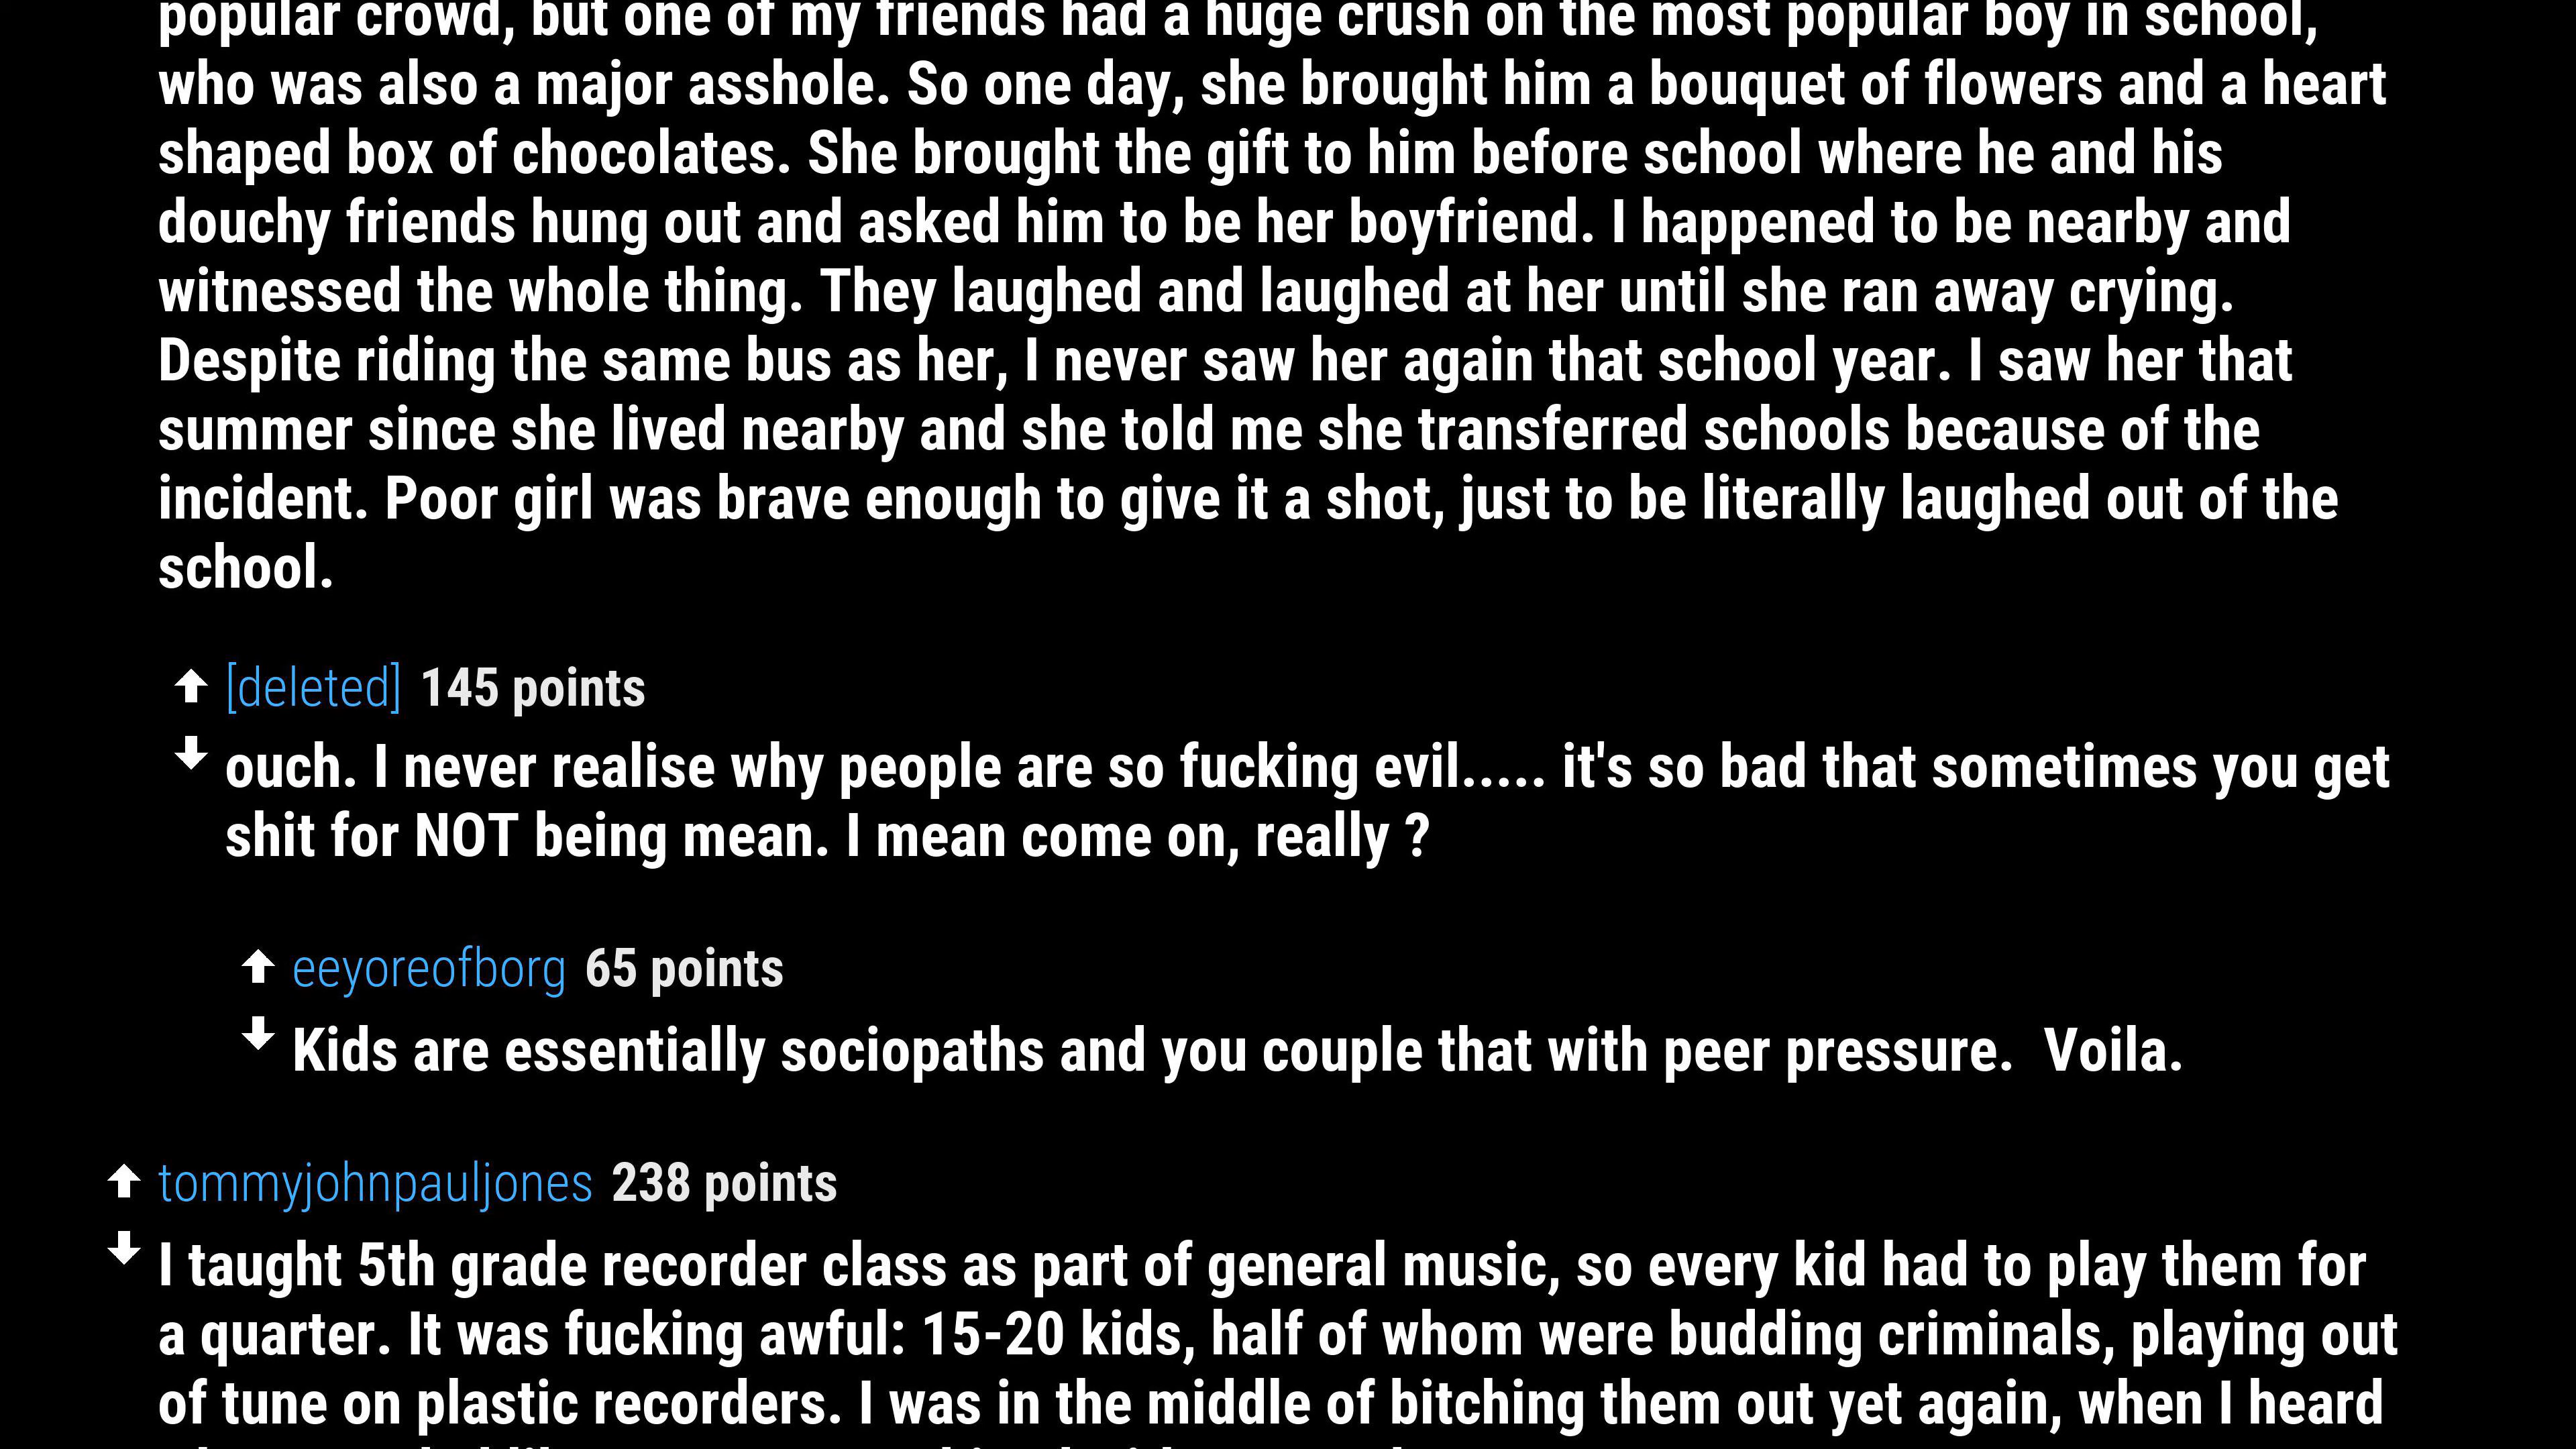 popular crowd, but one of my friends had a huge crush on the most popular boy in school,
who was also a major asshole. So one day, she brought him a bouquet of flowers and a heart
shaped box of chocolates. She brought the gift to him before school where he and his
douchy friends hung out and asked him to be her boyfriend. I happened to be nearby and
witnessed the whole thing. They laughed and laughed at her until she ran away crying.
Despite riding the same bus as her, I never saw her again that school year. I saw her that
summer since she lived nearby and she told me she transferred schools because of the
incident. Poor girl was brave enough to give it a shot, just to be literally laughed out of the
school.
[deleted] 145 points
ouch. I never realise why people are so fucking evil..... it's so bad that sometimes you get
shit for NOT being mean. I mean come on, really ?
eeyoreofborg 65 points
Kids are essentially sociopaths and you couple that with peer pressure.  Voila.
tommyjohnpauljones 238 points
I taught 5th grade recorder class as part of general music, so every kid had to play them for
a quarter. It was fucking awful: 15-20 kids, half of whom were budding criminals, playing out
of tune on plastic recorders. I was in the middle of bitching them out yet again, when I heard